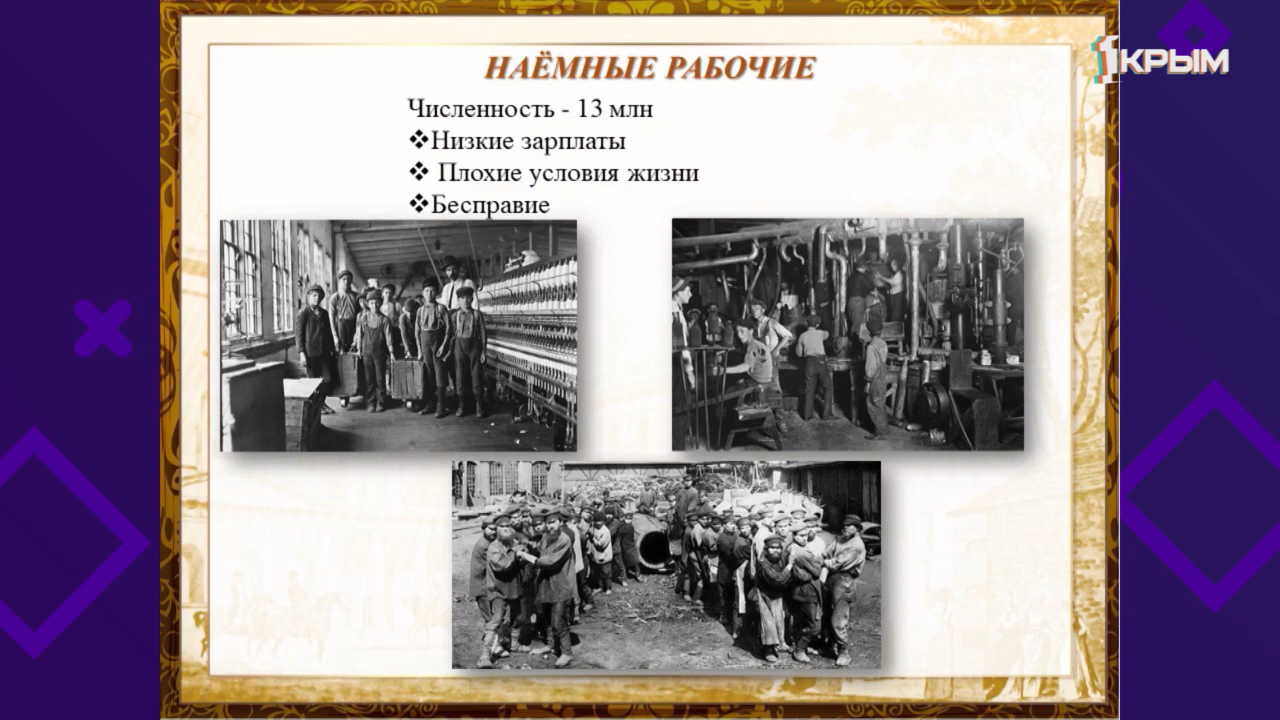 НАЁМНЫЕ РАБОЧИЕ
1КРЫМ
Численность - 13 млн
❖Низкие зарплаты
❖ Плохие условия жизни
❖Бесправие